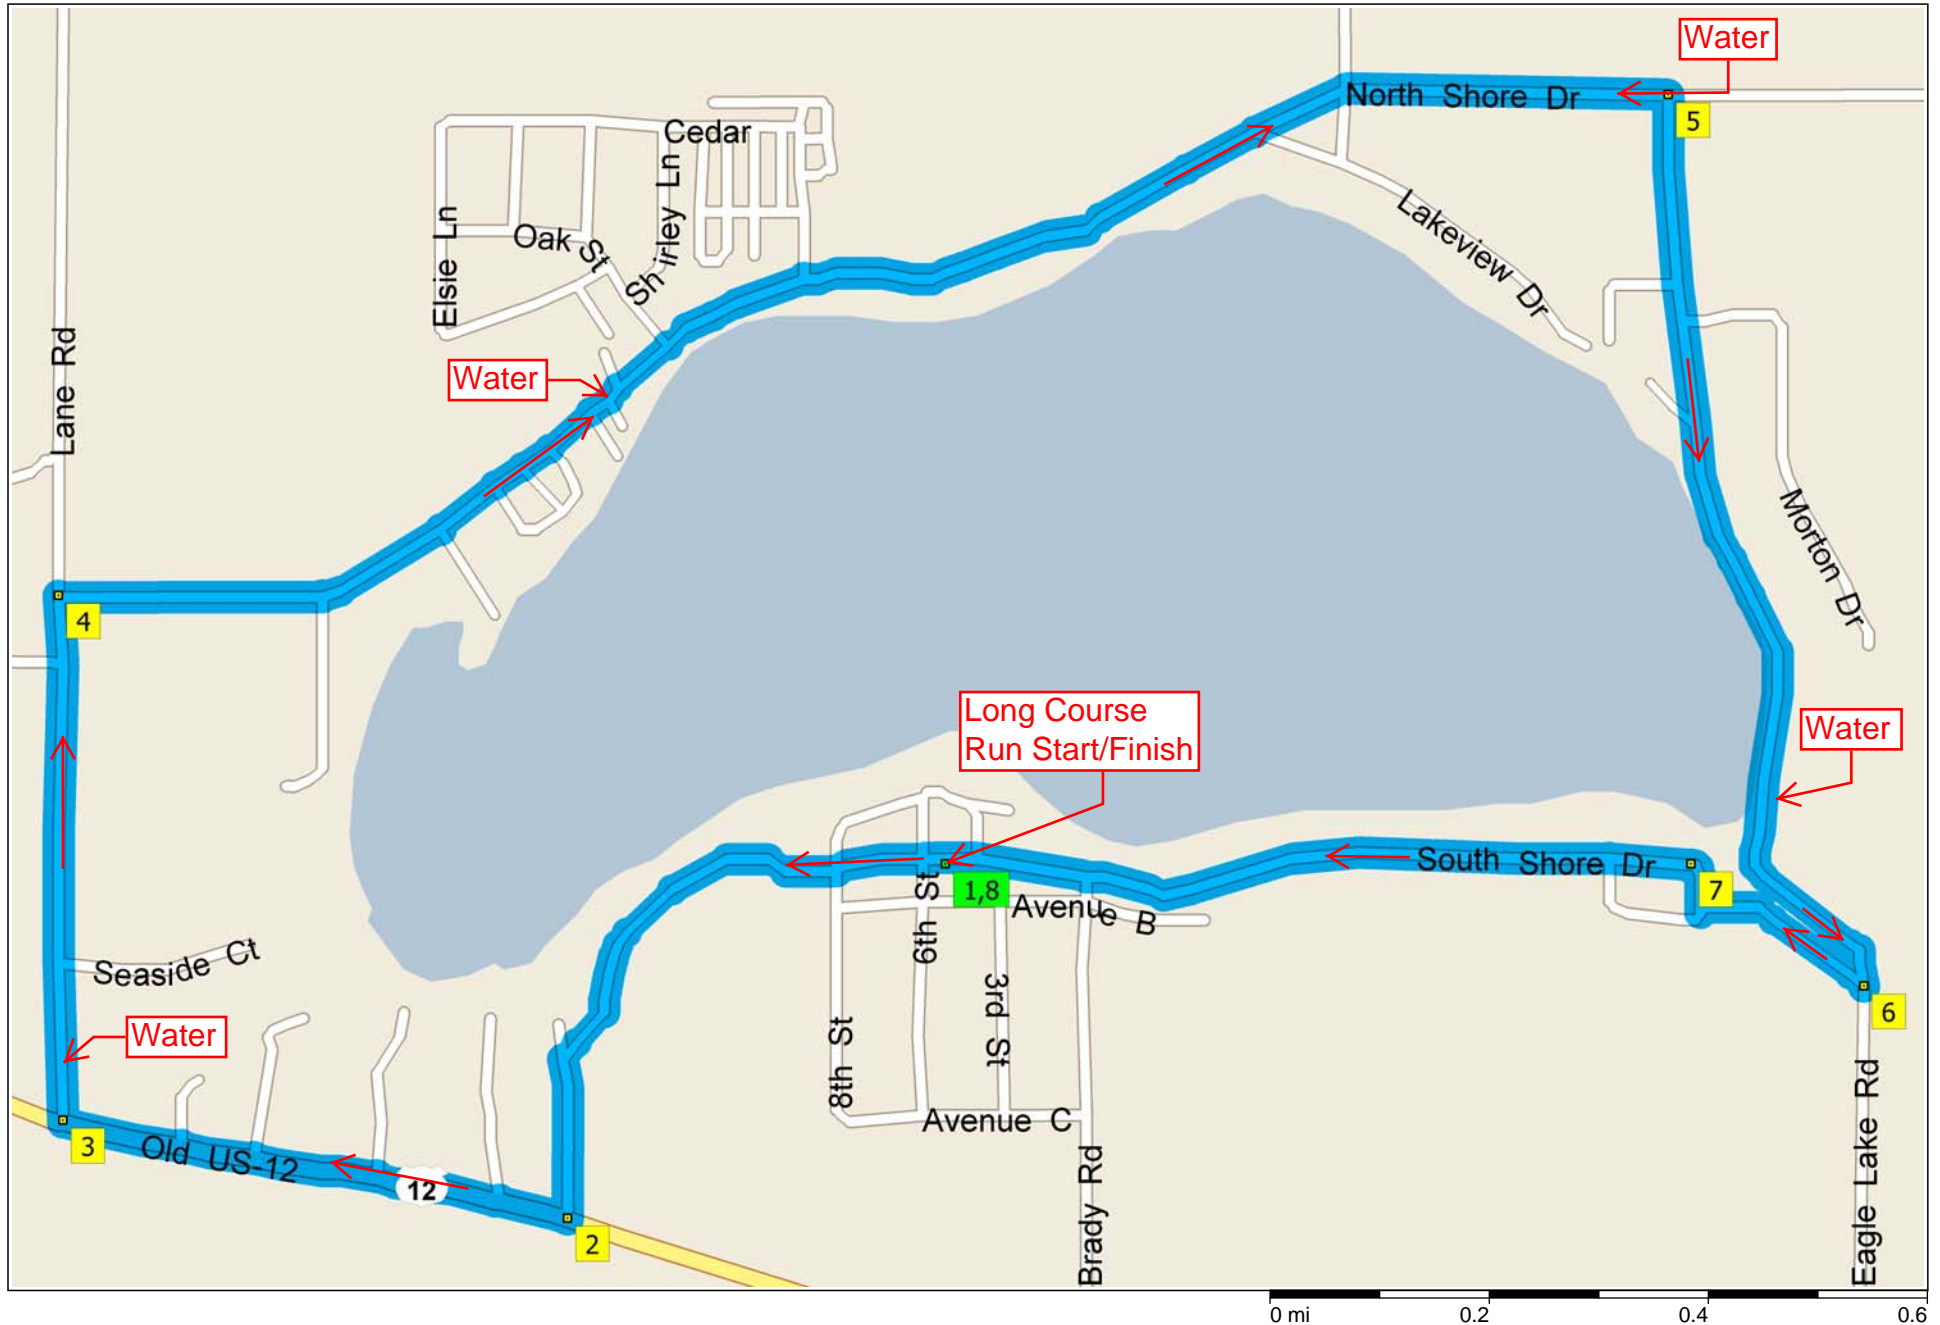 Water
North Shore Dr
5
Cedar
Shirley Ln
Elsie Ln
Oak St
Lakeview Dr
Lane Rd
Water
Morton Dr
4
Long Course
Run Start/Finish
Water
South Shore Dr
7
1,8
Avenue B
6th St
3rd St
8th St
Seaside Ct
6
Water
Avenue C
3
Old US-12
12
2
Brady Rd
Eagle Lake Rd
0 mi 0.2 0.4 0.6